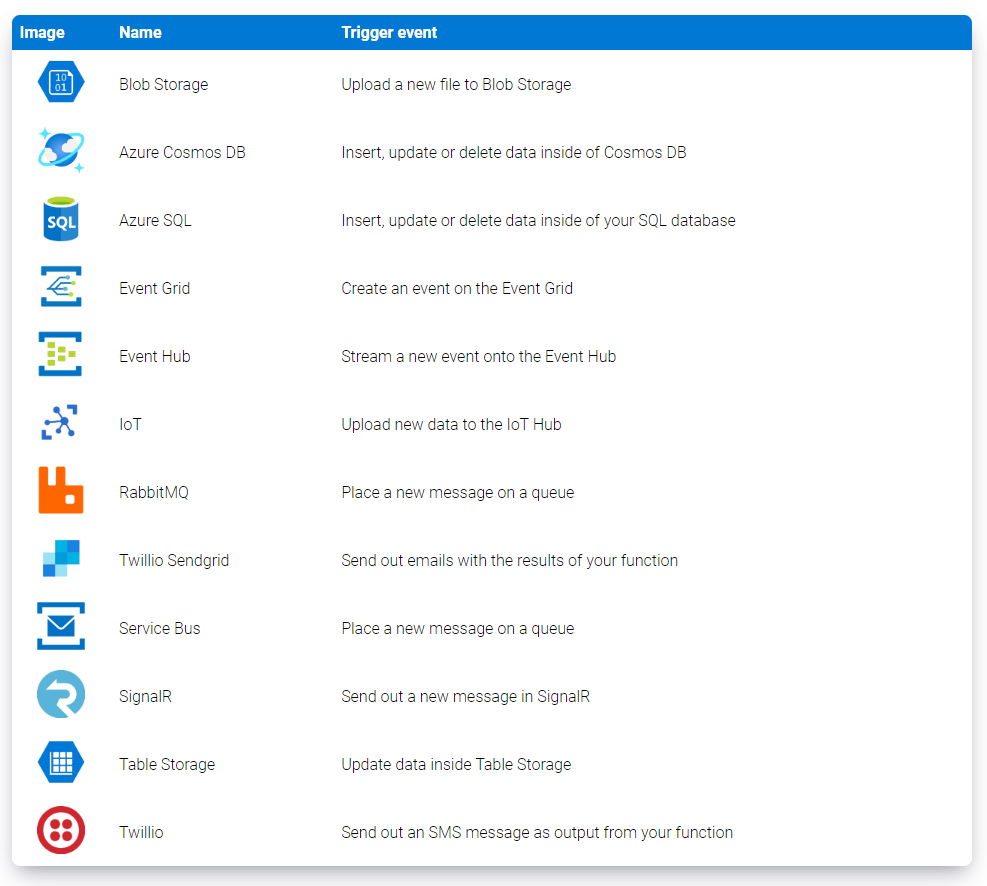 Image Name Trigger event
10
01
Blob Storage Upload a new file to Blob Storage
Azure Cosmos DB Insert, update or delete data inside of Cosmos DB
SQL
Azure SQL Insert, update or delete data inside of your SQL database
Event Grid Create an event on the Event Grid
Event Hub Stream a new event onto the Event Hub
IoT Upload new data to the IoT Hub
RabbitMQ Place a new message on a queue
Twillio Sendgrid Send out emails with the results of your function
Service Bus Place a new message on a queue
SignalR Send out a new message in SignalR
Table Storage Update data inside Table Storage
Twillio Send out an SMS message as output from your function